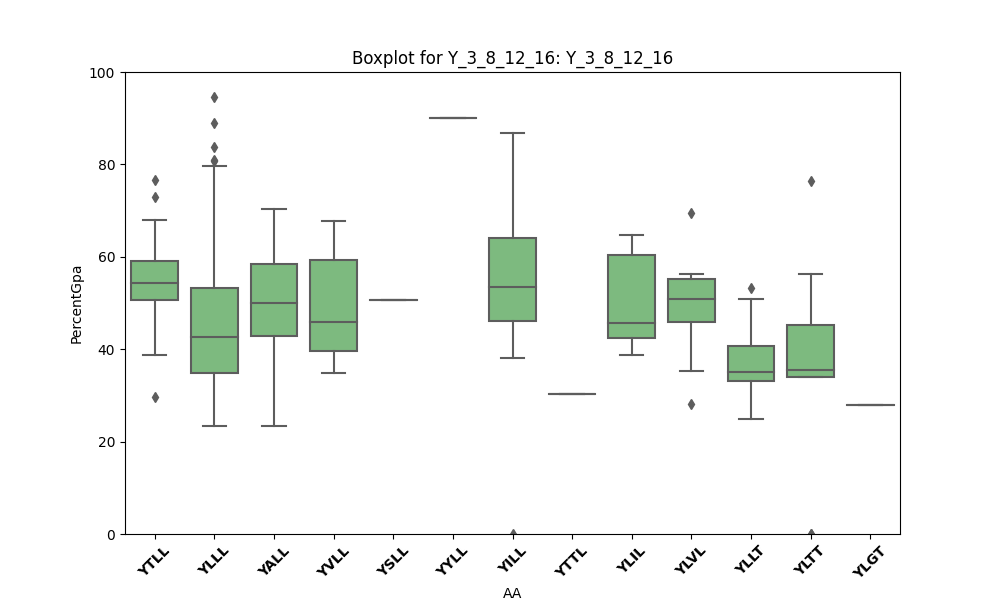 Boxplot for Y_3_8_12_16: Y_3_8_12_16
PercentGpa
100
80
60
40
20
0
YTLL YLLL YALL YVLL YSLL YYLL YILL YTTL YLIL YLVL YLLT YLTT YLGT
AA